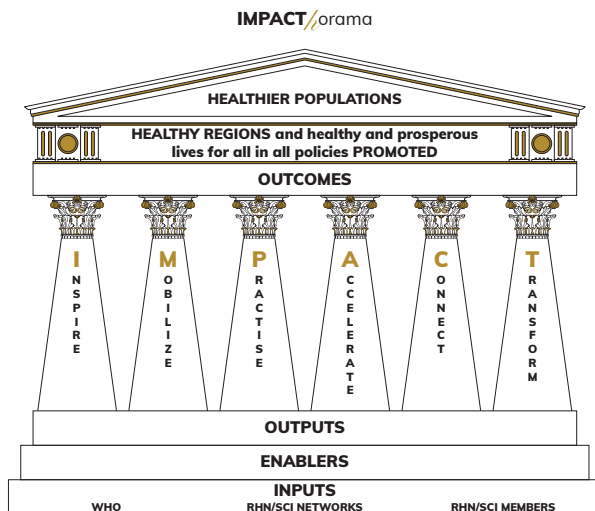 IMPACThorama
HEALTHIER POPULATIONS
HEALTHY REGIONS and healthy and prosperous
lives for all in all policies PROMOTED
OUTCOMES
INSPIRE
MOBILIZE
PRACTISE
ACCELERATE
CONNECT
TRANSFORM
OUTPUTS
ENABLERS
INPUTS
WHO RHN/SCI NETWORKS RHN/SCI MEMBERS